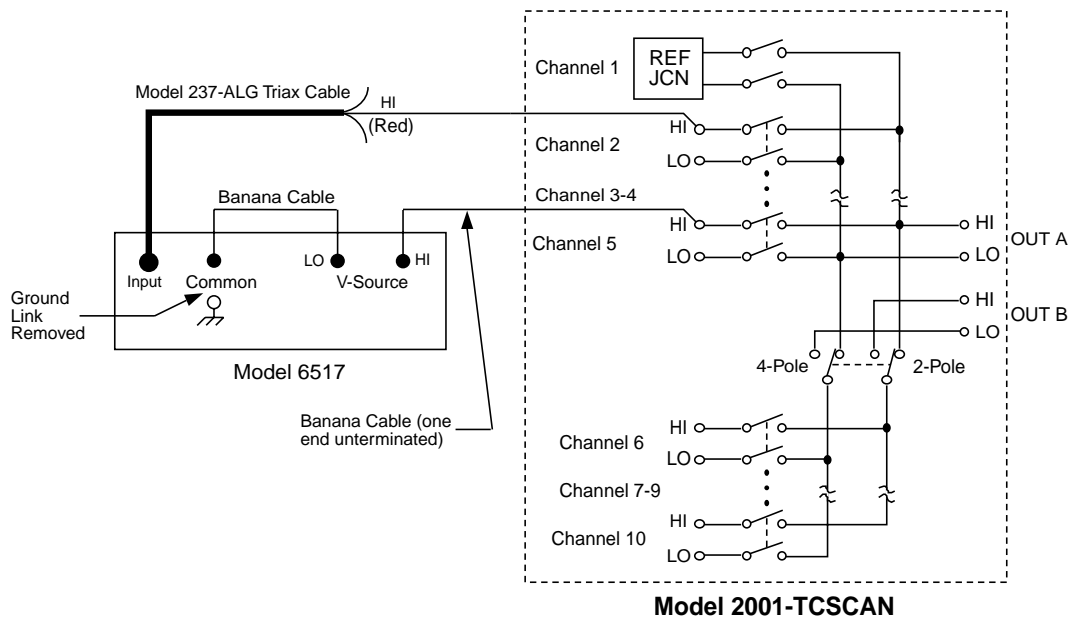 REF
JCN
Channel 1
Model 237-ALG Triax Cable
HI
(Red)
HI
Channel 2
LO
Banana Cable
Channel 3-4
HI
HI
OUT A
Channel 5
LO
LO
LO
HI
Input
Common
V-Source
HI
OUT B
LO
Ground
Link
Removed
Model 6517
4-Pole
2-Pole
Banana Cable (one
end unterminated)
HI
Channel 6
LO
Channel 7-9
HI
Channel 10
LO
Model 2001-TCSCAN